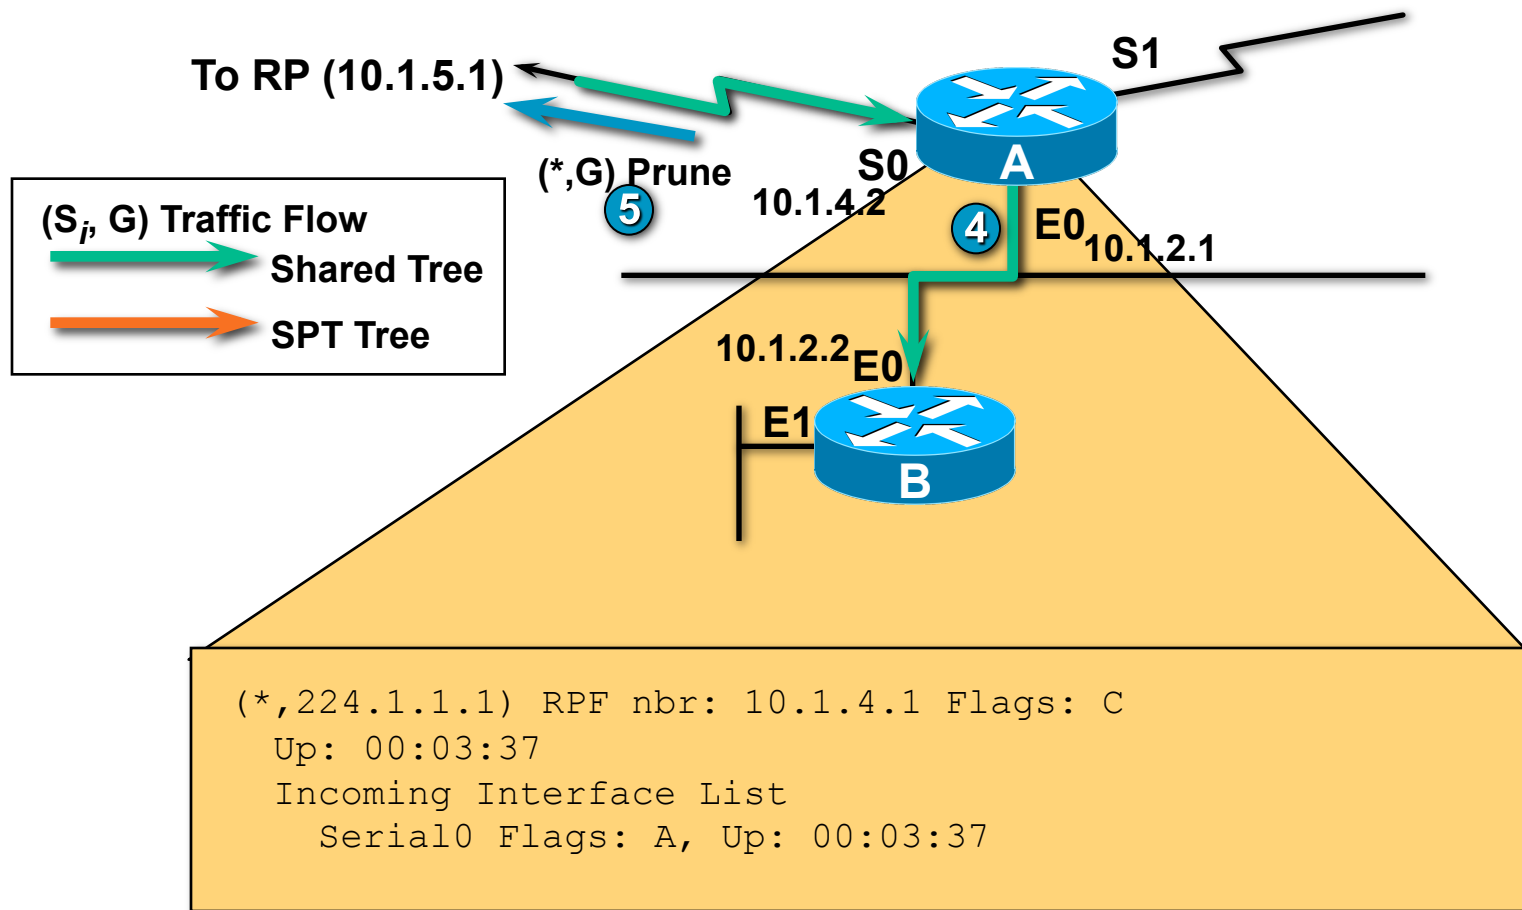 S1
To RP (10.1.5.1)
A
(*,G) Prune
S0
5
10.1.4.2
4
E0
10.1.2.1
(Si, G) Traffic Flow
Shared Tree
SPT Tree
10.1.2.2
E0
E1
B
(*,224.1.1.1) RPF nbr: 10.1.4.1 Flags: C
Up: 00:03:37
Incoming Interface List
Serial0 Flags: A, Up: 00:03:37